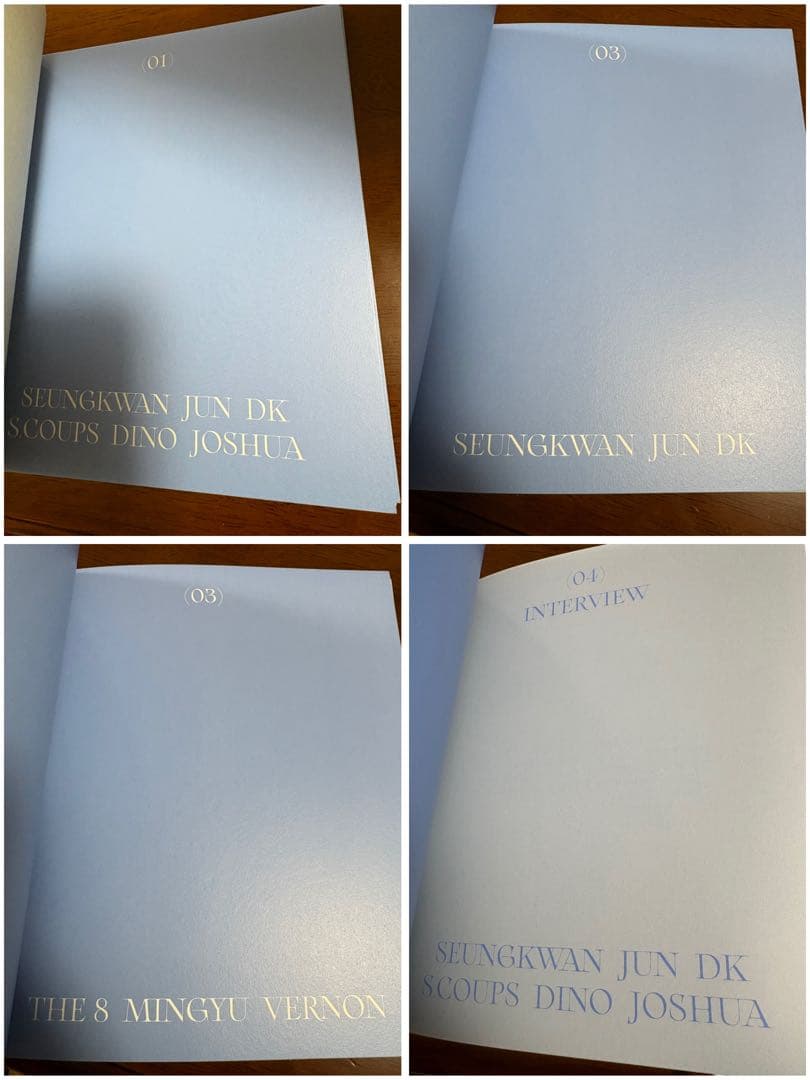 (01)
SEUNGKWAN JUN DK
S.COUPS DINO JOSHUA
(03)
SEUNGKWAN JUN DK
(03)
THE 8 MINGYU VERNON
(04)
INTERVIEW
SEUNGKWAN JUN DK
S.COUPS DINO JOSHUA